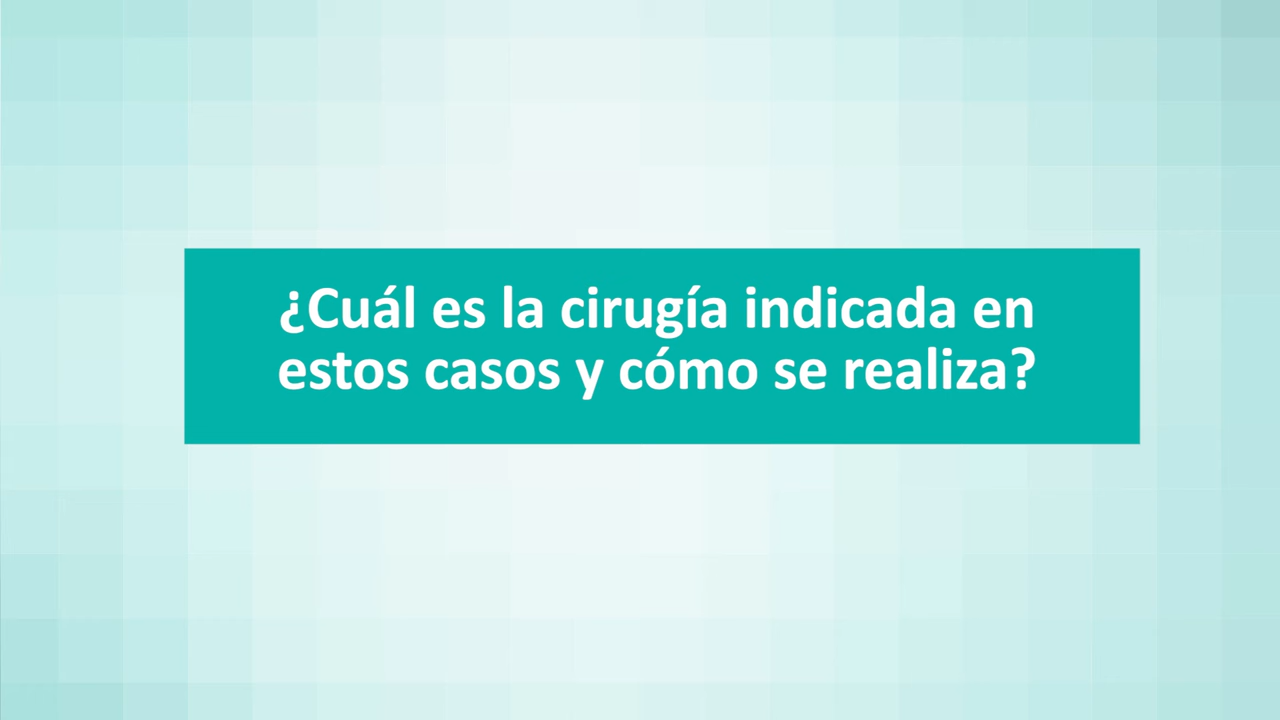 ¿Cuál es la cirugía indicada en
estos casos y cómo se realiza?